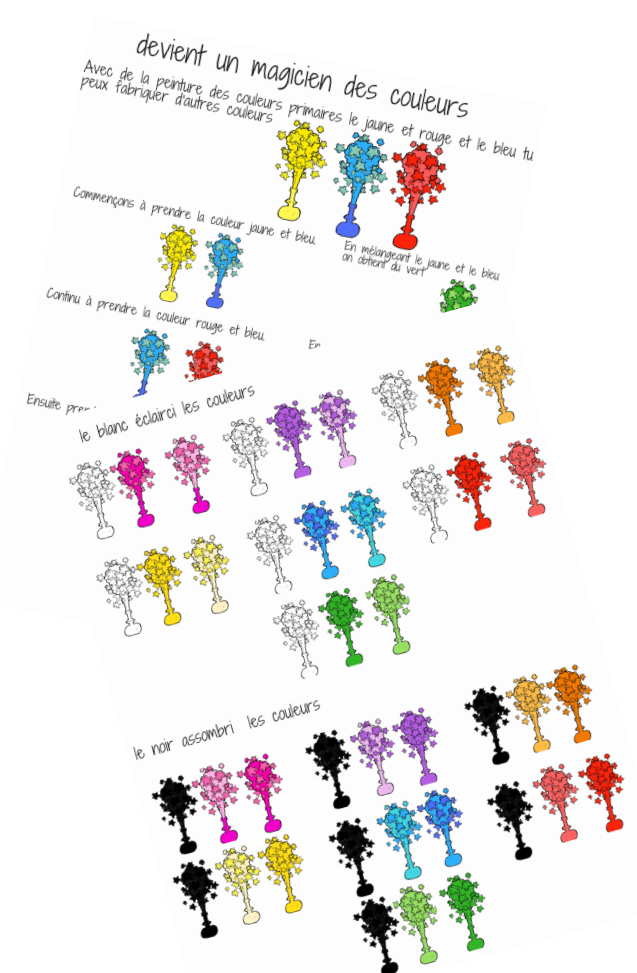 devient un magicien des couleurs
Avec de la peinture des couleurs primaires le jaune et rouge et le bleu tu
peux fabriquer d'autres couleurs
Commençons à prendre la couleur jaune et bleu.
En mélangeant le jaune et le bleu
on obtient du vert
Continu à prendre la couleur rouge et bleu.
En
Ensuite
le blanc éclairci les couleurs
le noir assombri les couleurs